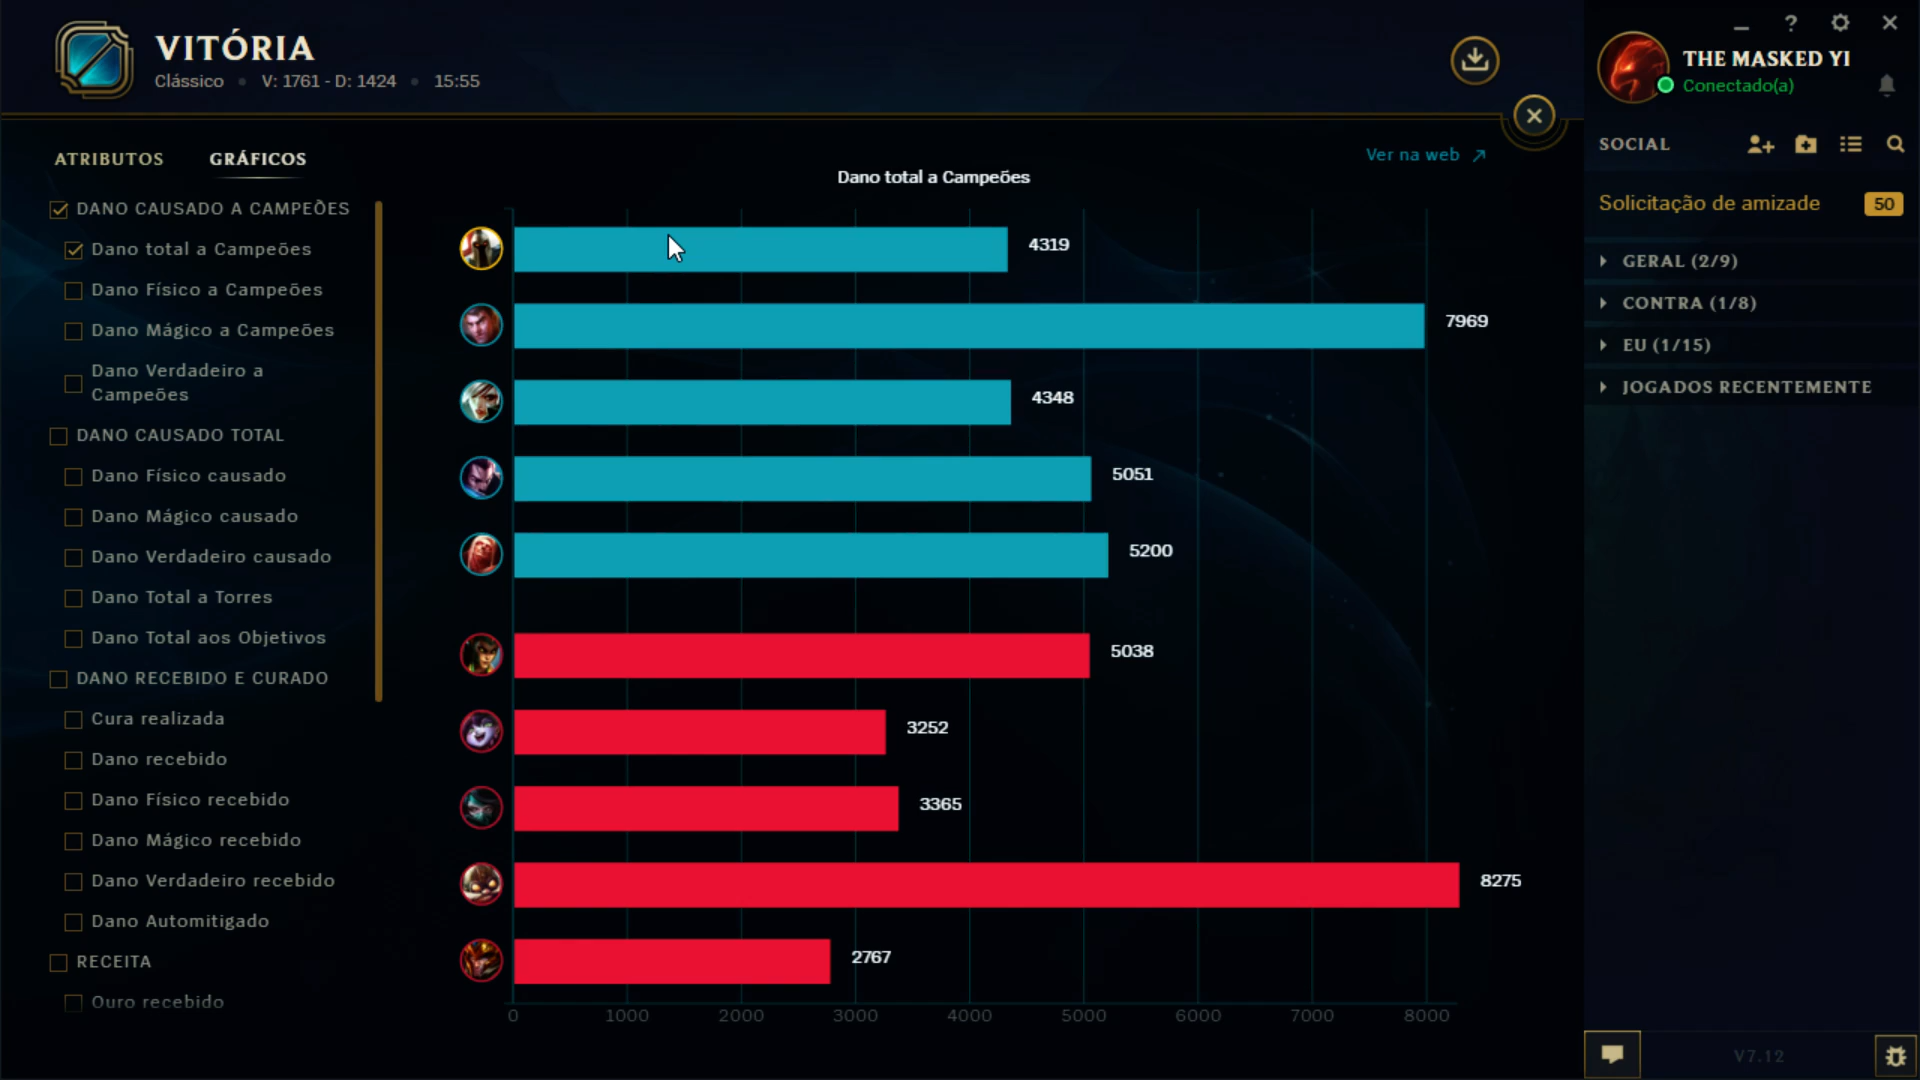 VITÓRIA
Clássico • V: 1761 - D: 1424 • 15:55
ATRIBUTOS
GRÁFICOS
DANO CAUSADO A CAMPEÕES
Dano total a Campeões
Dano Físico a Campeões
Dano Mágico a Campeões
Dano Verdadeiro a
Campeões
DANO CAUSADO TOTAL
Dano Físico causado
Dano Mágico causado
Dano Verdadeiro causado
Dano Total a Torres
Dano Total aos Objetivos
DANO RECEBIDO E CURADO
Cura realizada
Dano recebido
Dano Físico recebido
Dano Mágico recebido
Dano Verdadeiro recebido
Dano Automitigado
RECEITA
Ouro recebido
Ver na web
Dano total a Campeões
4319
7969
4348
5051
5200
5038
3252
3365
8275
2767
0 1000 2000 3000 4000 5000 6000 7000 8000
THE MASKED YI
Conectado(a)
SOCIAL
Solicitação de amizade 50
GERAL (2/9)
CONTRA (1/8)
EU (1/15)
JOGADOS RECENTEMENTE
V7.12